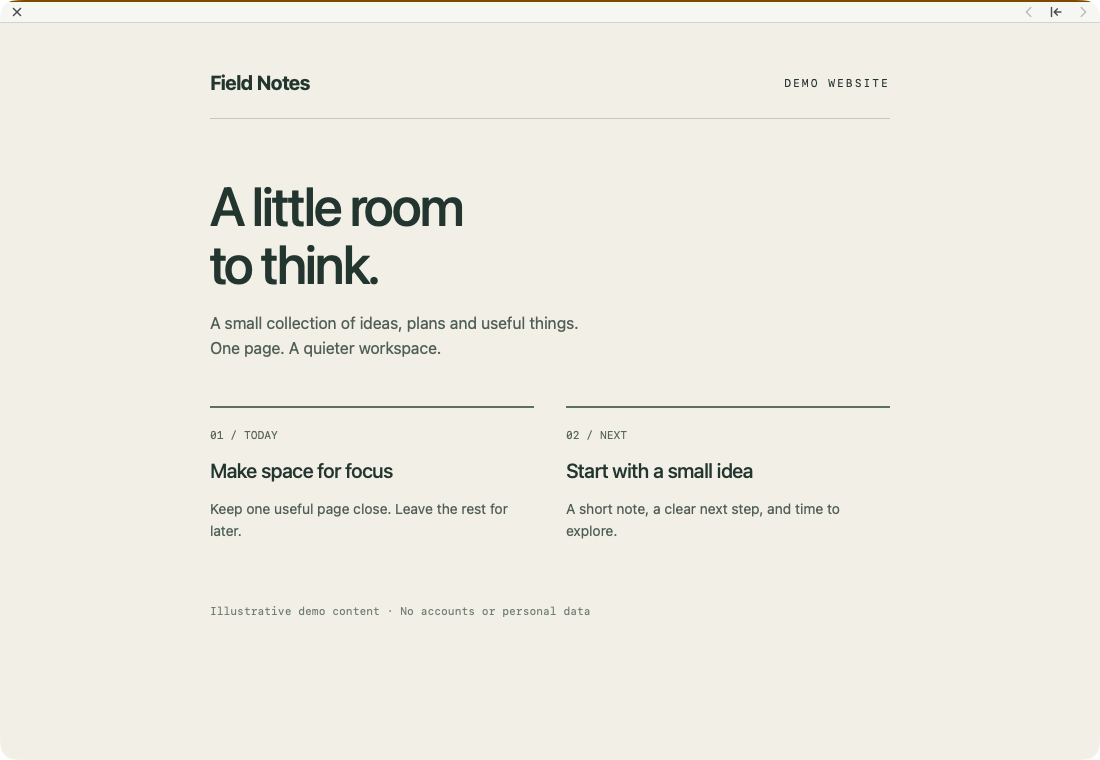 Field Notes
DEMO WEBSITE
A little room
to think.
A small collection of ideas, plans and useful things.
One page. A quieter workspace.
01 / TODAY
Make space for focus
Keep one useful page close. Leave the rest for
later.
02 / NEXT
Start with a small idea
A short note, a clear next step, and time to
explore.
Illustrative demo content · No accounts or personal data